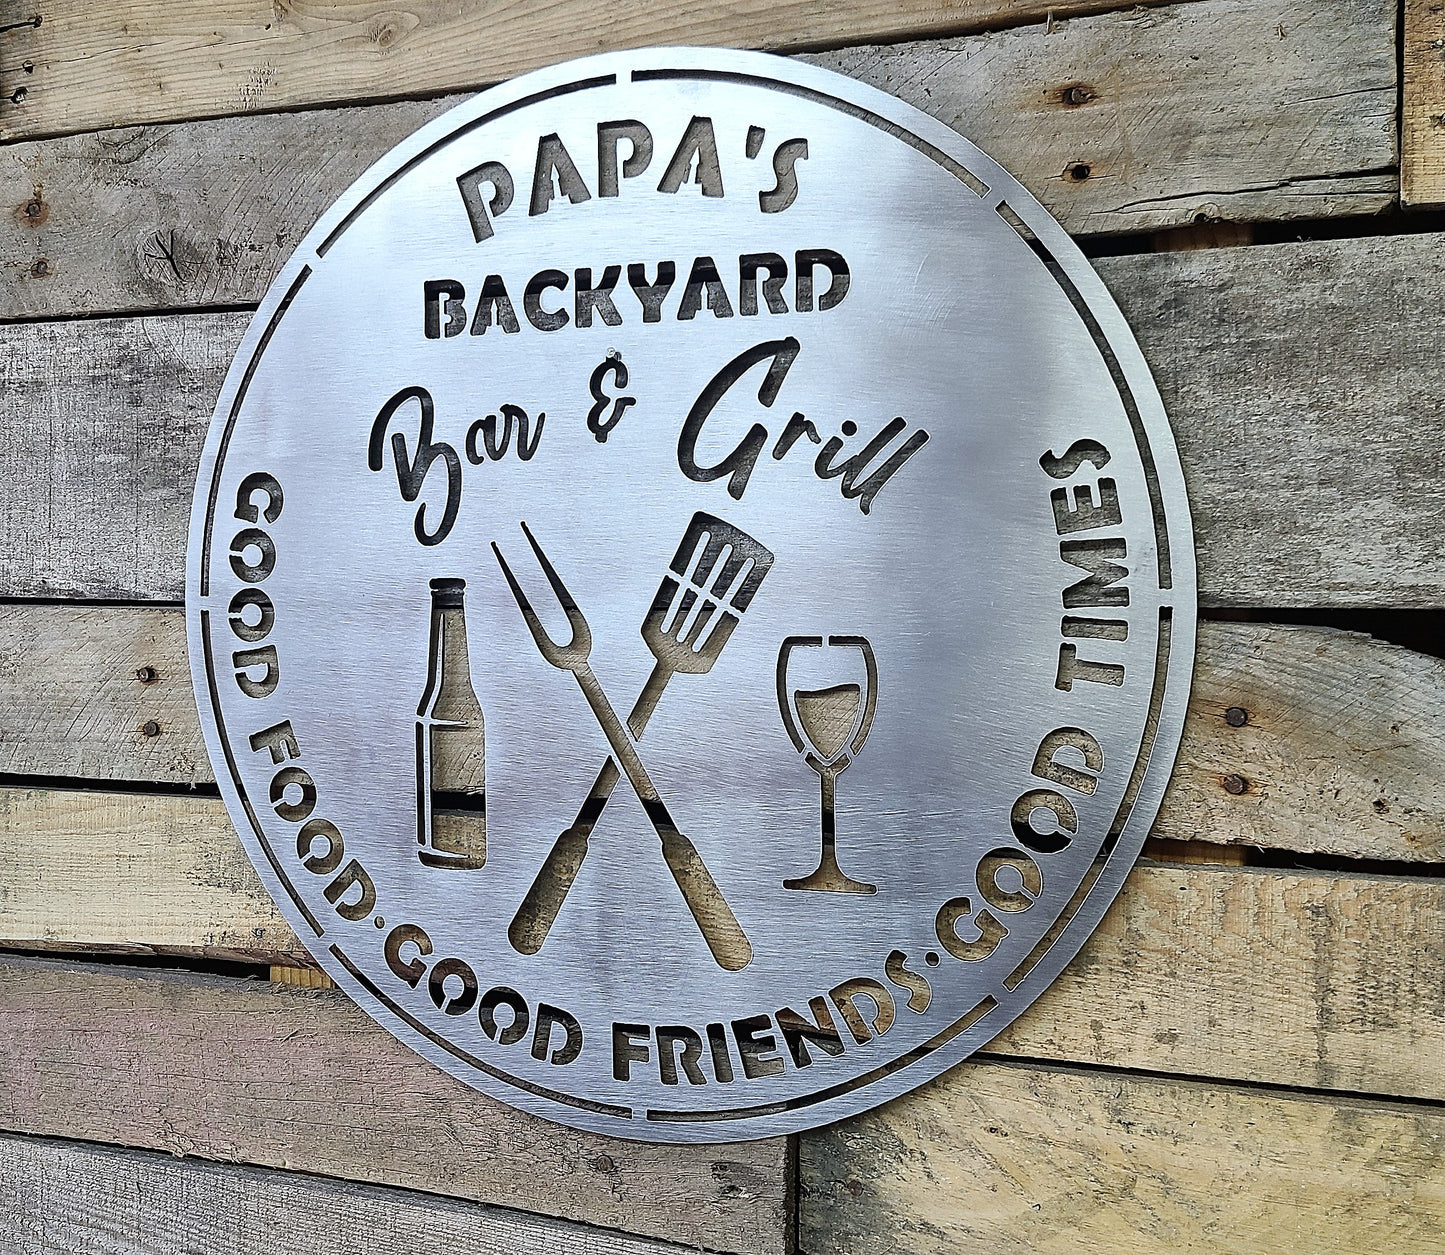 PAPA'S
BACKYARD
Bar & Grill
GOOD FOOD·GOOD FRIENDS·GOOD TIMES